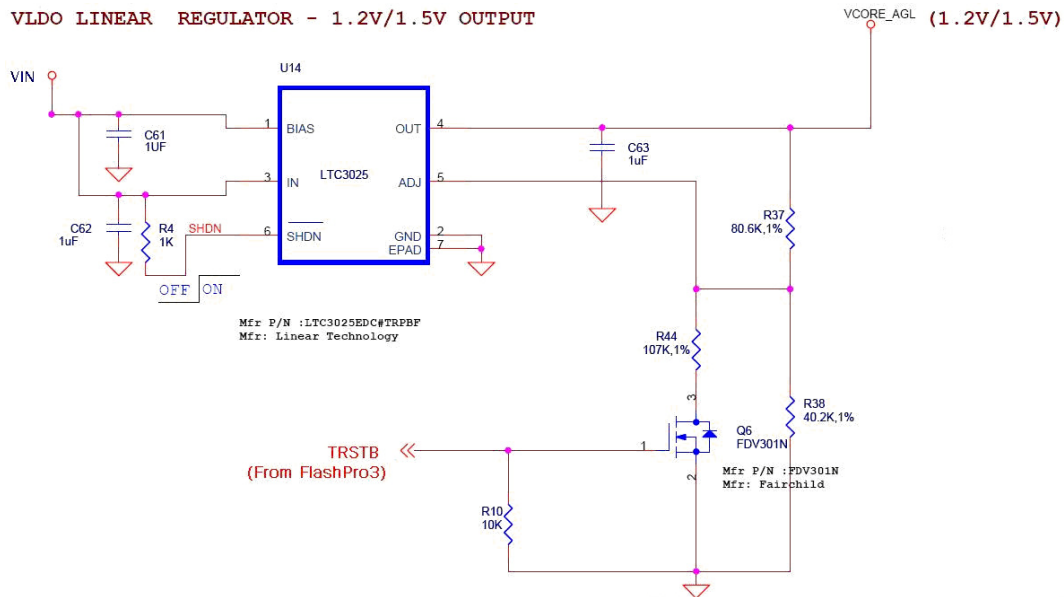 VLDO LINEAR REGULATOR - 1.2V/1.5V OUTPUT
VCORE_AGL (1.2V/1.5V)
U14
VIN
1 BIAS
OUT 4
C61
1UF
C63
1uF
LTC3025
3 IN
ADJ 5
R37
80.6K,1%
C62
1uF
R4
1K
SHDN
6 SHDN
GND 2
EPAD 7
OFF ON
Mfr P/N :LTC3025EDC#TRPBF
Mfr: Linear Technology
R44
107K,1%
3
R38
40.2K,1%
Q6
FDV301N
1
TRSTB
(From FlashPro3)
2
Mfr P/N :FDV301N
Mfr: Fairchild
R10
10K